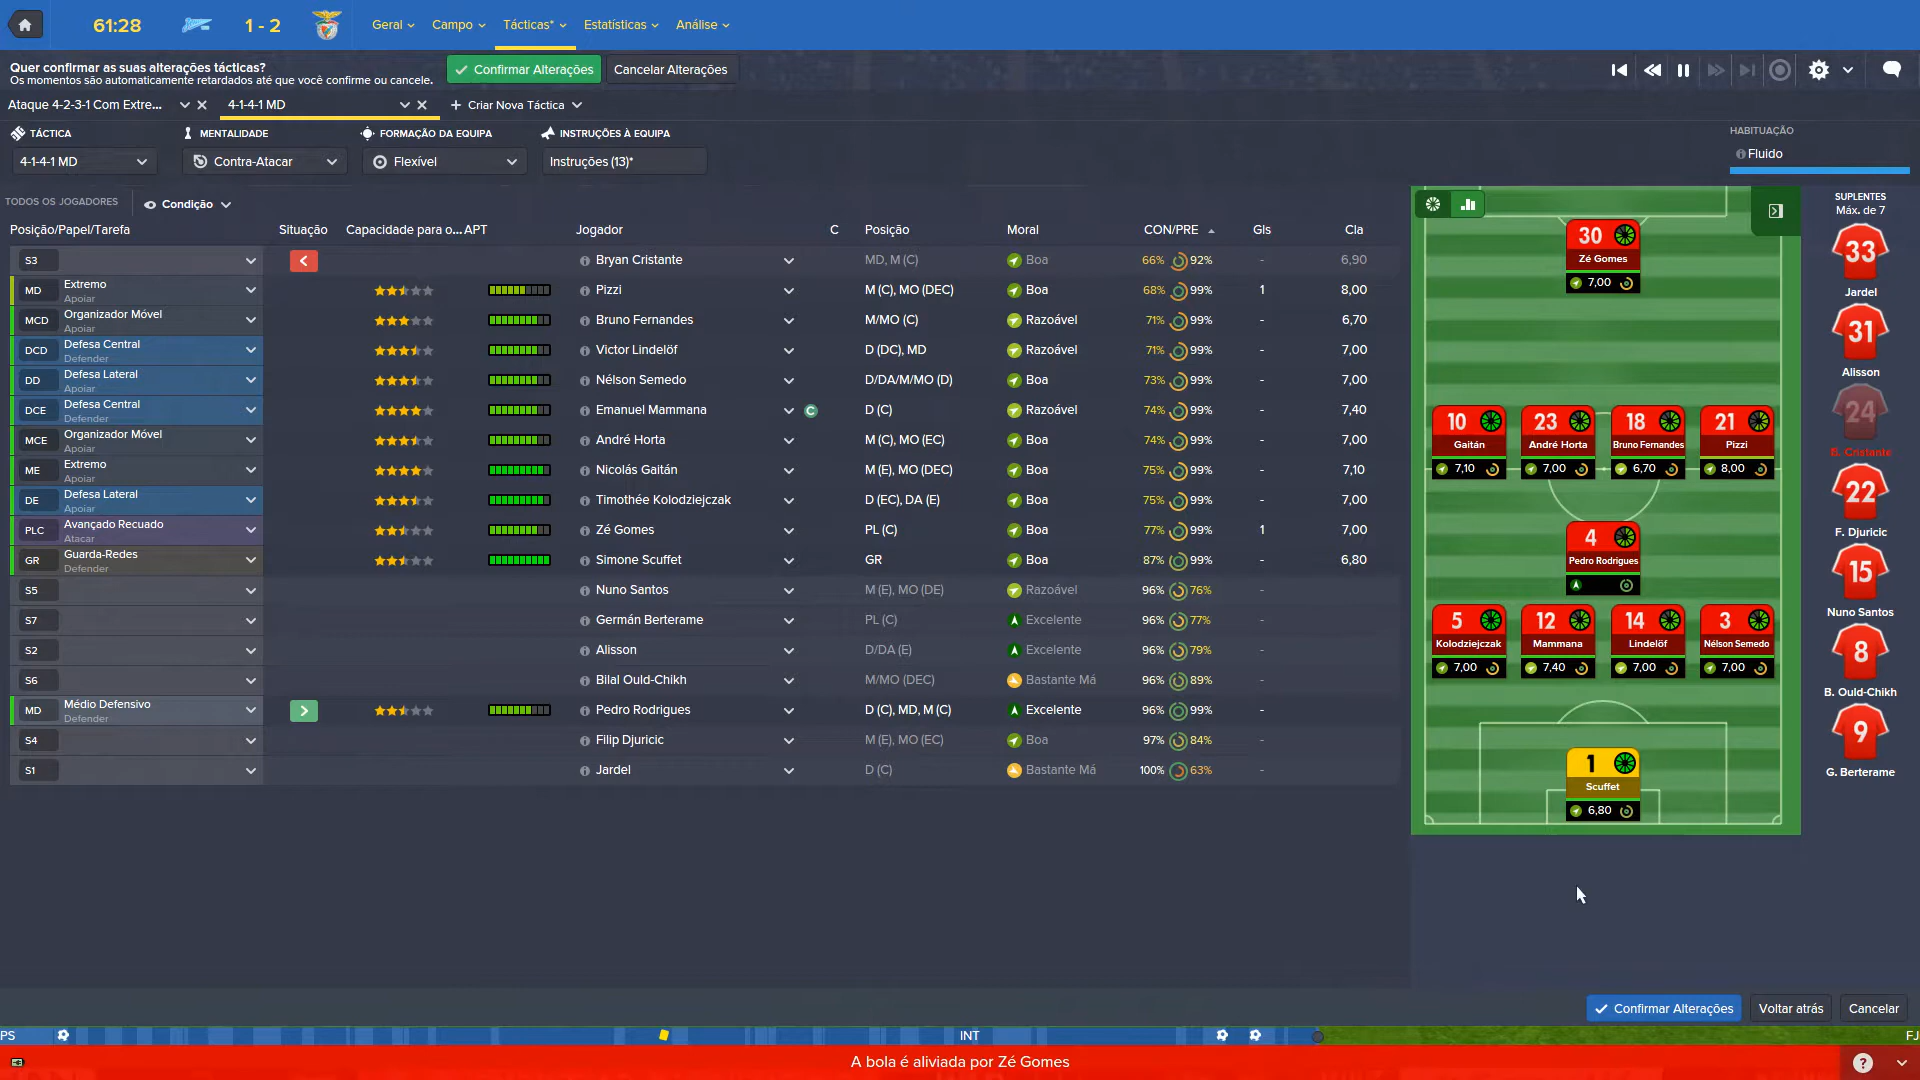 61:28
1 - 2
Geral
Campo
Tácticas*
Estatísticas
Análise
Quer confirmar as suas alterações tácticas?
Os momentos são automaticamente retardados até que você confirme ou cancele.
Confirmar Alterações
Cancelar Alterações
Ataque 4-2-3-1 Com Extre...
4-1-4-1 MD
Criar Nova Táctica
TÁCTICA
MENTALIDADE
FORMAÇÃO DA EQUIPA
INSTRUÇÕES À EQUIPA
4-1-4-1 MD
Contra-Atacar
Flexível
Instruções (13)*
HABITUAÇÃO
Fluido
TODOS OS JOGADORES
Condição
Posição/Papel/Tarefa Situação Capacidade para o... APT Jogador C Posição Moral CON/PRE Gls Cla
S3 Bryan Cristante MD, M (C) Boa 66% 92% - 6,90
MD Extremo Apoiar Pizzi M (C), MO (DEC) Boa 68% 99% 1 8,00
MCD Organizador Móvel Apoiar Bruno Fernandes M/MO (C) Razoável 71% 99% - 6,70
DCD Defesa Central Defender Victor Lindelöf D (DC), MD Razoável 71% 99% - 7,00
DD Defesa Lateral Apoiar Nélson Semedo D/DA/M/MO (D) Boa 73% 99% - 7,00
DCE Defesa Central Defender Emanuel Mammana C D (C) Razoável 74% 99% - 7,40
MCE Organizador Móvel Apoiar André Horta M (C), MO (EC) Boa 74% 99% - 7,00
ME Extremo Apoiar Nicolás Gaitán M (E), MO (DEC) Boa 75% 99% - 7,10
DE Defesa Lateral Apoiar Timothée Kolodziejczak D (EC), DA (E) Boa 75% 99% - 7,00
PLC Avançado Recuado Atacar Zé Gomes PL (C) Boa 77% 99% 1 7,00
GR Guarda-Redes Defender Simone Scuffet GR Boa 87% 99% - 6,80
S5 Nuno Santos M (E), MO (DE) Razoável 96% 76% -
S7 Germán Berterame PL (C) Excelente 96% 77% -
S2 Alisson D/DA (E) Excelente 96% 79% -
S6 Bilal Ould-Chikh M/MO (DEC) Bastante Má 96% 89% -
MD Médio Defensivo Defender Pedro Rodrigues D (C), MD, M (C) Excelente 96% 99% -
S4 Filip Djuricic M (E), MO (EC) Boa 97% 84% -
S1 Jardel D (C) Bastante Má 100% 63% -
30
Zé Gomes
7,00
10 23 18 21
Gaitán André Horta Bruno Fernandes Pizzi
7,10 7,00 6,70 8,00
4
Pedro Rodrigues
5 12 14 3
Kolodziejczak Mammana Lindelöf Nélson Semedo
7,00 7,40 7,00 7,00
1
Scuffet
6,80
SUPLENTES
Máx. de 7
33
Jardel
31
Alisson
24
B. Cristante
22
F. Djuricic
15
Nuno Santos
8
B. Ould-Chikh
9
G. Berterame
Confirmar Alterações
Voltar atrás
Cancelar
PS
INT
FJ
A bola é aliviada por Zé Gomes
?